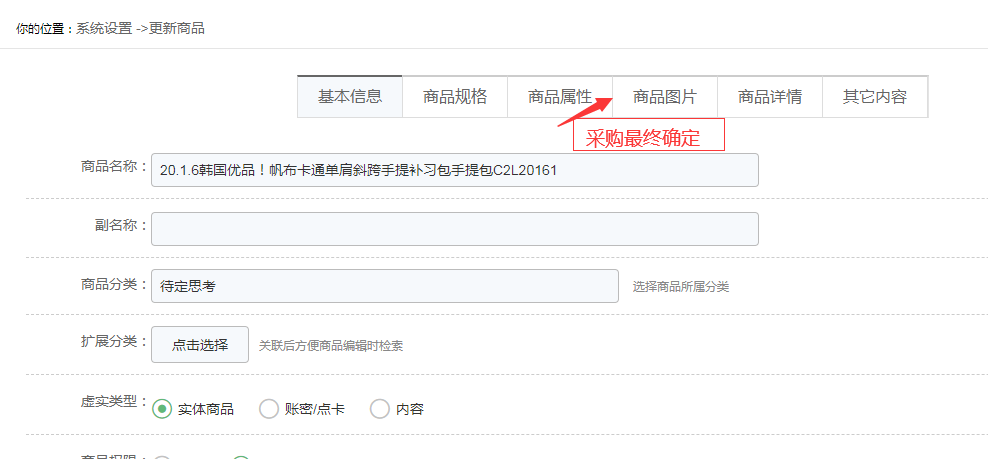 你的位置：系统设置 ->更新商品
基本信息 商品规格 商品属性 商品图片 商品详情 其它内容
采购最终确定
商品名称： 20.1.6韩国优品！帆布卡通单肩斜跨手提补习包手提包C2L20161
副名称：
商品分类： 待定思考 选择商品所属分类
扩展分类： 点击选择 关联后方便商品编辑时检索
虚实类型： 实体商品 账密/点卡 内容